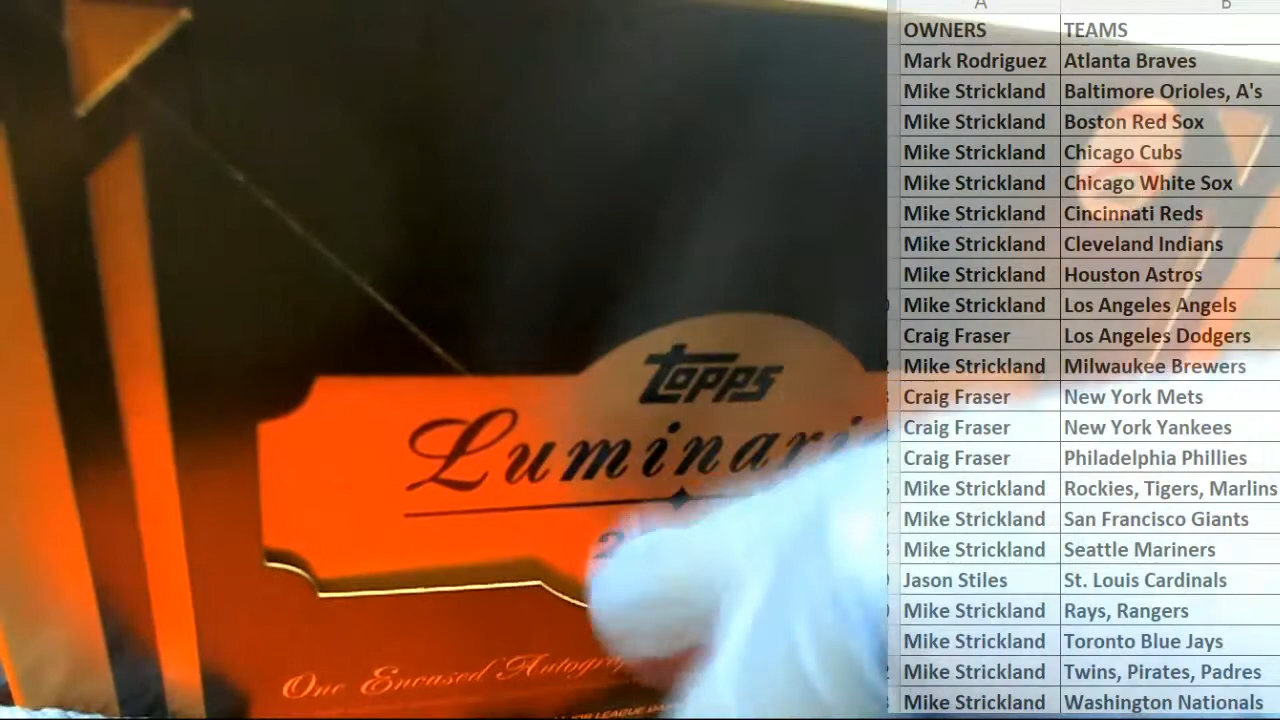 topps
Luminari
2
One Encased Autogra
A B
OWNERS TEAMS
Mark Rodriguez Atlanta Braves
Mike Strickland Baltimore Orioles, A's
Mike Strickland Boston Red Sox
Mike Strickland Chicago Cubs
Mike Strickland Chicago White Sox
Mike Strickland Cincinnati Reds
Mike Strickland Cleveland Indians
Mike Strickland Houston Astros
Mike Strickland Los Angeles Angels
Craig Fraser Los Angeles Dodgers
Mike Strickland Milwaukee Brewers
Craig Fraser New York Mets
Craig Fraser New York Yankees
Craig Fraser Philadelphia Phillies
Mike Strickland Rockies, Tigers, Marlins
Mike Strickland San Francisco Giants
Mike Strickland Seattle Mariners
Jason Stiles St. Louis Cardinals
Mike Strickland Rays, Rangers
Mike Strickland Toronto Blue Jays
Mike Strickland Twins, Pirates, Padres
Mike Strickland Washington Nationals